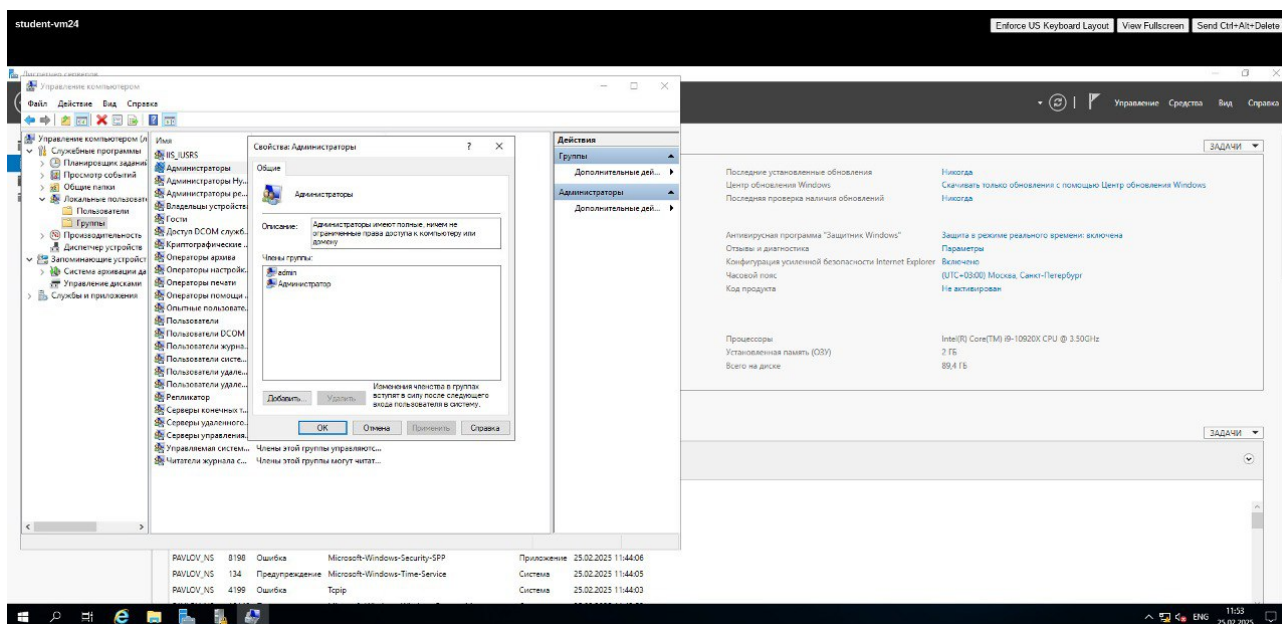 student-vm24
Enforce US Keyboard Layout
View Fullscreen
Send Ctrl+Alt+Delete
Управление Средства Вид Справка
Управление компьютером
Файл Действие Вид Справка
Управление компьютером (л
Служебные программы
Планировщик заданий
Просмотр событий
Общие папки
Локальные пользоват
Пользователи
Группы
Производительность
Диспетчер устройств
Запоминающие устройст
Система архивации да
Управление дисками
Службы и приложения
Имя
IIS_IUSRS
Администраторы
Администраторы Hy...
Администраторы ре...
Владельцы устройств
Гости
Доступ DCOM служб...
Криптографические ...
Операторы архива
Операторы настройк...
Операторы печати
Операторы помощи ...
Опытные пользовате...
Пользователи
Пользователи DCOM
Пользователи журна...
Пользователи систе...
Пользователи удале...
Пользователи удале...
Репликатор
Серверы конечных т...
Серверы удаленного...
Серверы управления...
Управляемая систем... Члены этой группы управляютс...
Читатели журнала с... Члены этой группы могут читат...
Свойства: Администраторы
Общие
Администраторы
Описание:
Администраторы имеют полные, ничем не
ограниченные права доступа к компьютеру или
домену
Члены группы:
admin
Администратор
Добавить...
Удалить
Изменения членства в группах
вступят в силу после следующего
входа пользователя в систему.
ОК
Отмена
Применить
Справка
Действия
Группы
Дополнительные дей...
Администраторы
Дополнительные дей...
ЗАДАЧИ
Последние установленные обновления Никогда
Центр обновления Windows Скачивать только обновления с помощью Центр обновления Windows
Последняя проверка наличия обновлений Никогда
Антивирусная программа "Защитник Windows" Защита в режиме реального времени: включена
Отзывы и диагностика Параметры
Конфигурация усиленной безопасности Internet Explorer Включено
Часовой пояс (UTC+03:00) Москва, Санкт-Петербург
Код продукта Не активирован
Процессоры Intel(R) Core(TM) i9-10920X CPU @ 3.50GHz
Установленная память (ОЗУ) 2 ГБ
Всего на диске 89,4 ГБ
ЗАДАЧИ
PAVLOV_NS 8198 Ошибка Microsoft-Windows-Security-SPP Приложение 25.02.2025 11:44:06
PAVLOV_NS 134 Предупреждение Microsoft-Windows-Time-Service Система 25.02.2025 11:44:05
PAVLOV_NS 4199 Ошибка Tcpip Система 25.02.2025 11:44:03
ENG
11:53
25.02.2025